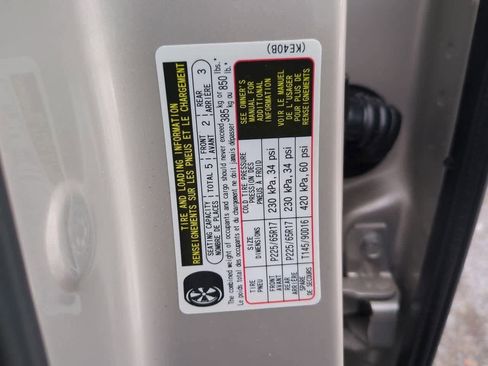 (KE40B)
TIRE AND LOADING INFORMATION
RENSEIGNEMENTS SUR LES PNEUS ET LE CHARGEMENT
SEATING CAPACITY TOTAL 5 FRONT 2 REAR 3
NOMBRE DE PLACES AVANT ARRIÈRE
The combined weight of occupants and cargo should never exceed 385 kg or 850 lbs.
Le poids total des occupants et du chargement ne doit jamais dépasser kg ou lb.
TIRE SIZE COLD TIRE PRESSURE
PNEU DIMENSIONS PRESSION DES PNEUS À FROID
FRONT AVANT P225/65R17 230 kPa, 34 psi
REAR ARRIÈRE P225/65R17 230 kPa, 34 psi
SPARE DE SECOURS T145/90D16 420 kPa, 60 psi
SEE OWNER'S
MANUAL FOR
ADDITIONAL
INFORMATION
VOIR LE MANUEL
DE L'USAGER
POUR PLUS DE
RENSEIGNEMENTS